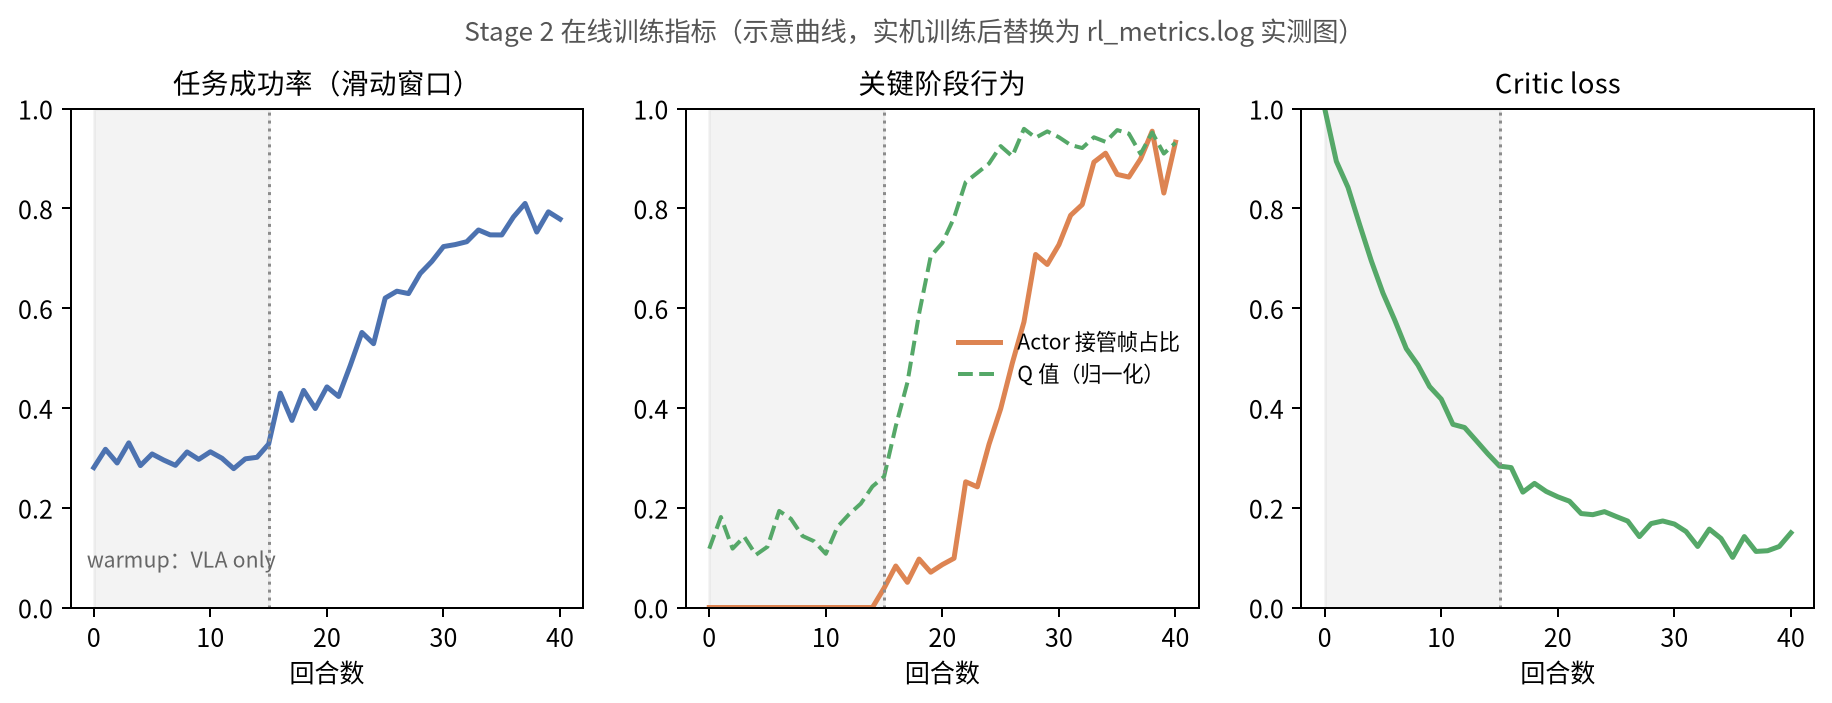 Stage 2 在线训练指标（示意曲线，实机训练后替换为 rl_metrics.log 实测图）
任务成功率（滑动窗口）
1.0
0.8
0.6
0.4
0.2
0.0
warmup：VLA only
0 10 20 30 40
回合数
关键阶段行为
1.0
0.8
0.6
0.4
0.2
0.0
Actor 接管帧占比
Q 值（归一化）
0 10 20 30 40
回合数
Critic loss
1.0
0.8
0.6
0.4
0.2
0.0
0 10 20 30 40
回合数